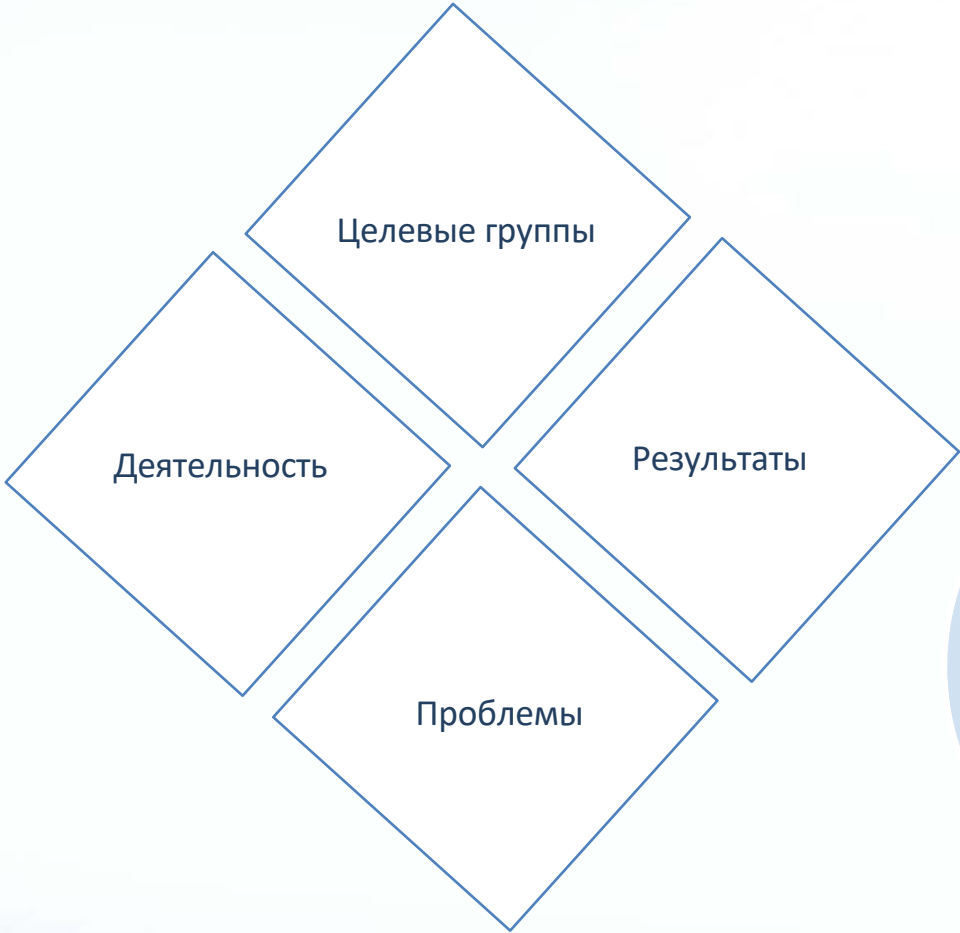 Целевые группы
Деятельность
Результаты
Проблемы